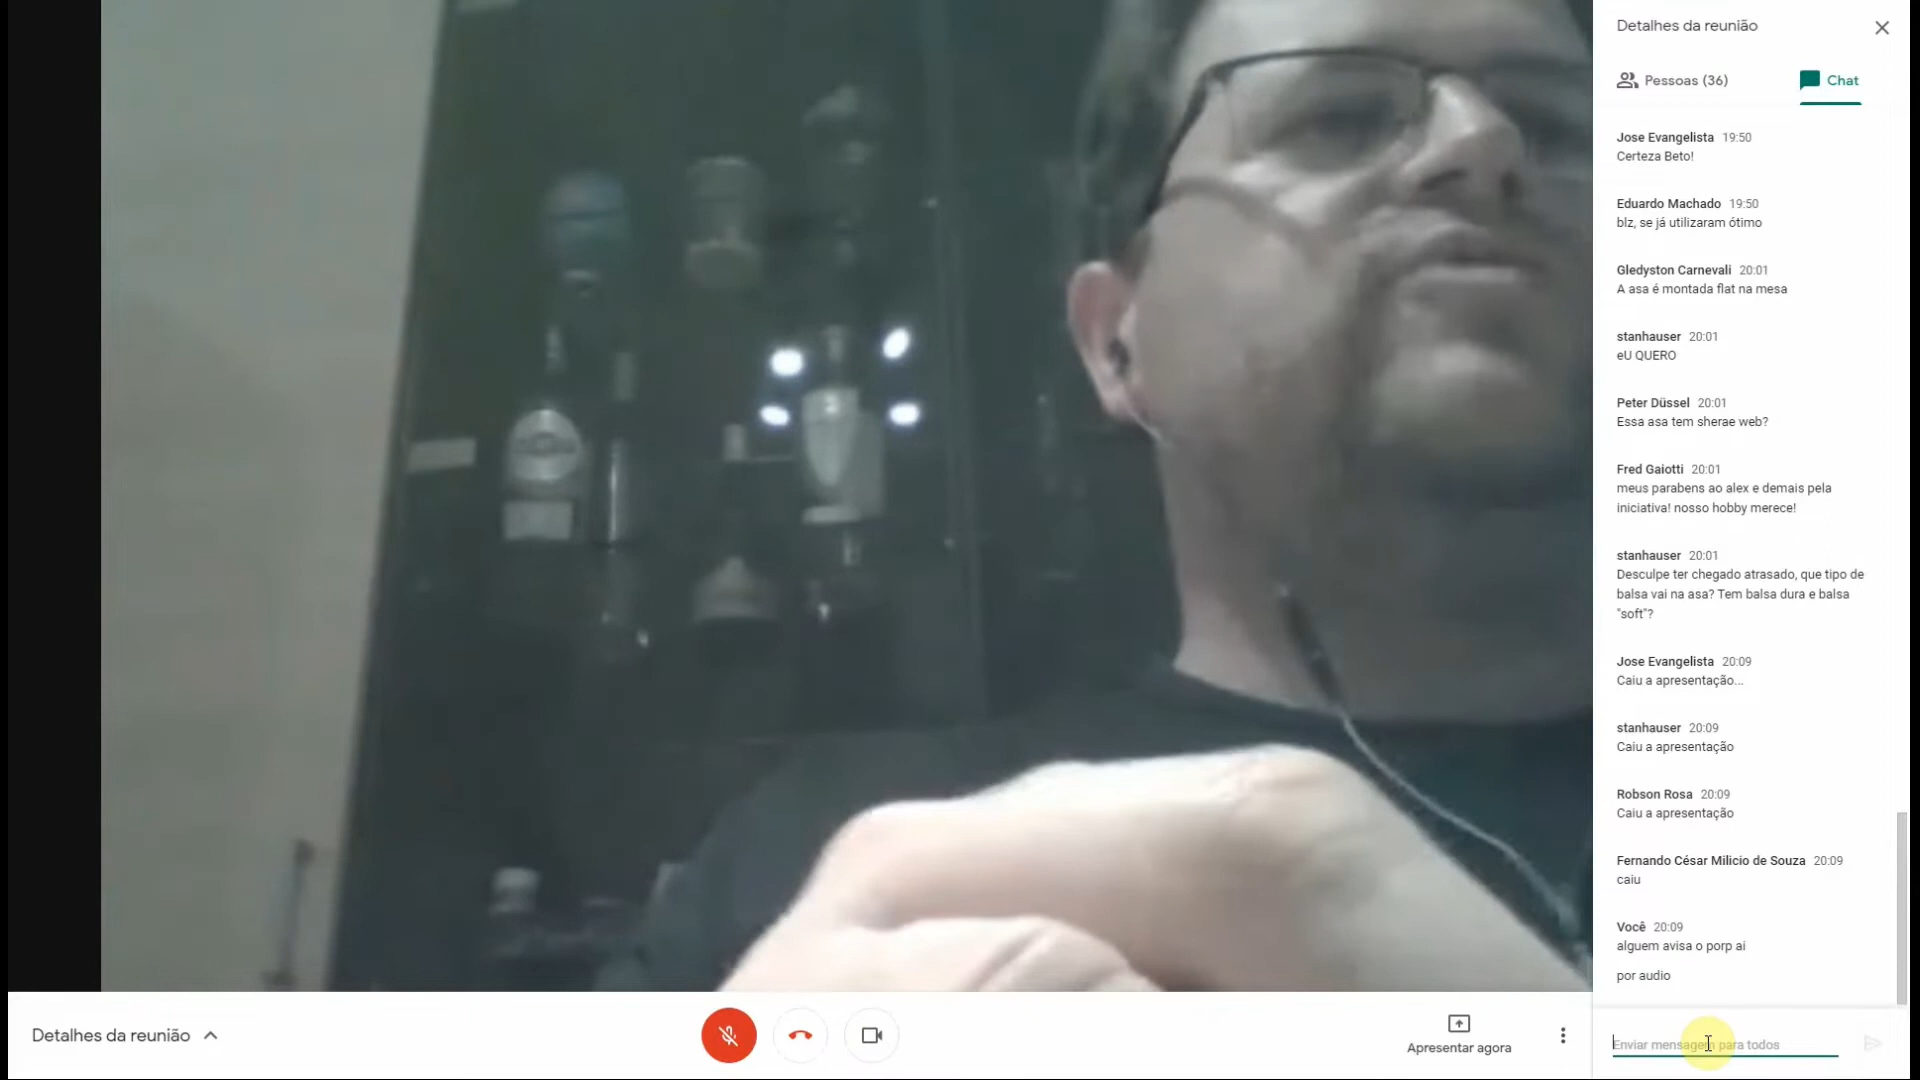 Detalhes da reunião
Pessoas (36)
Chat
Jose Evangelista 19:50
Certeza Beto!
Eduardo Machado 19:50
blz, se já utilizaram ótimo
Gledyston Carnevali 20:01
A asa é montada flat na mesa
stanhauser 20:01
eU QUERO
Peter Düssel 20:01
Essa asa tem sherae web?
Fred Gaiotti 20:01
meus parabens ao alex e demais pela
iniciativa! nosso hobby merece!
stanhauser 20:01
Desculpe ter chegado atrasado, que tipo de
balsa vai na asa? Tem balsa dura e balsa
"soft"?
Jose Evangelista 20:09
Caiu a apresentação...
stanhauser 20:09
Caiu a apresentação
Robson Rosa 20:09
Caiu a apresentação
Fernando César Milicio de Souza 20:09
caiu
Você 20:09
alguem avisa o porp ai
por audio
Enviar mensagem para todos
Detalhes da reunião
Apresentar agora